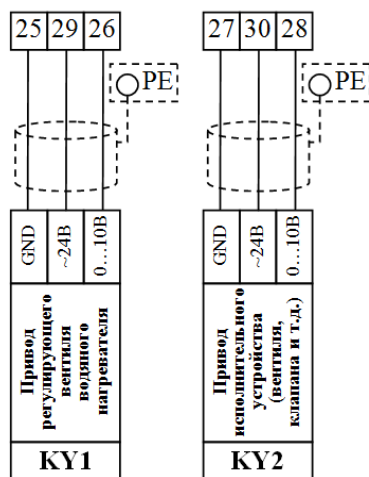 25 29 26
PE
GND
~24В
0...10В
Привод
регулирующего
вентиля
водяного
нагревателя
KY1
27 30 28
PE
GND
~24В
0...10В
Привод
исполнительного
устройства
(вентиля,
клапана и т.д.)
KY2